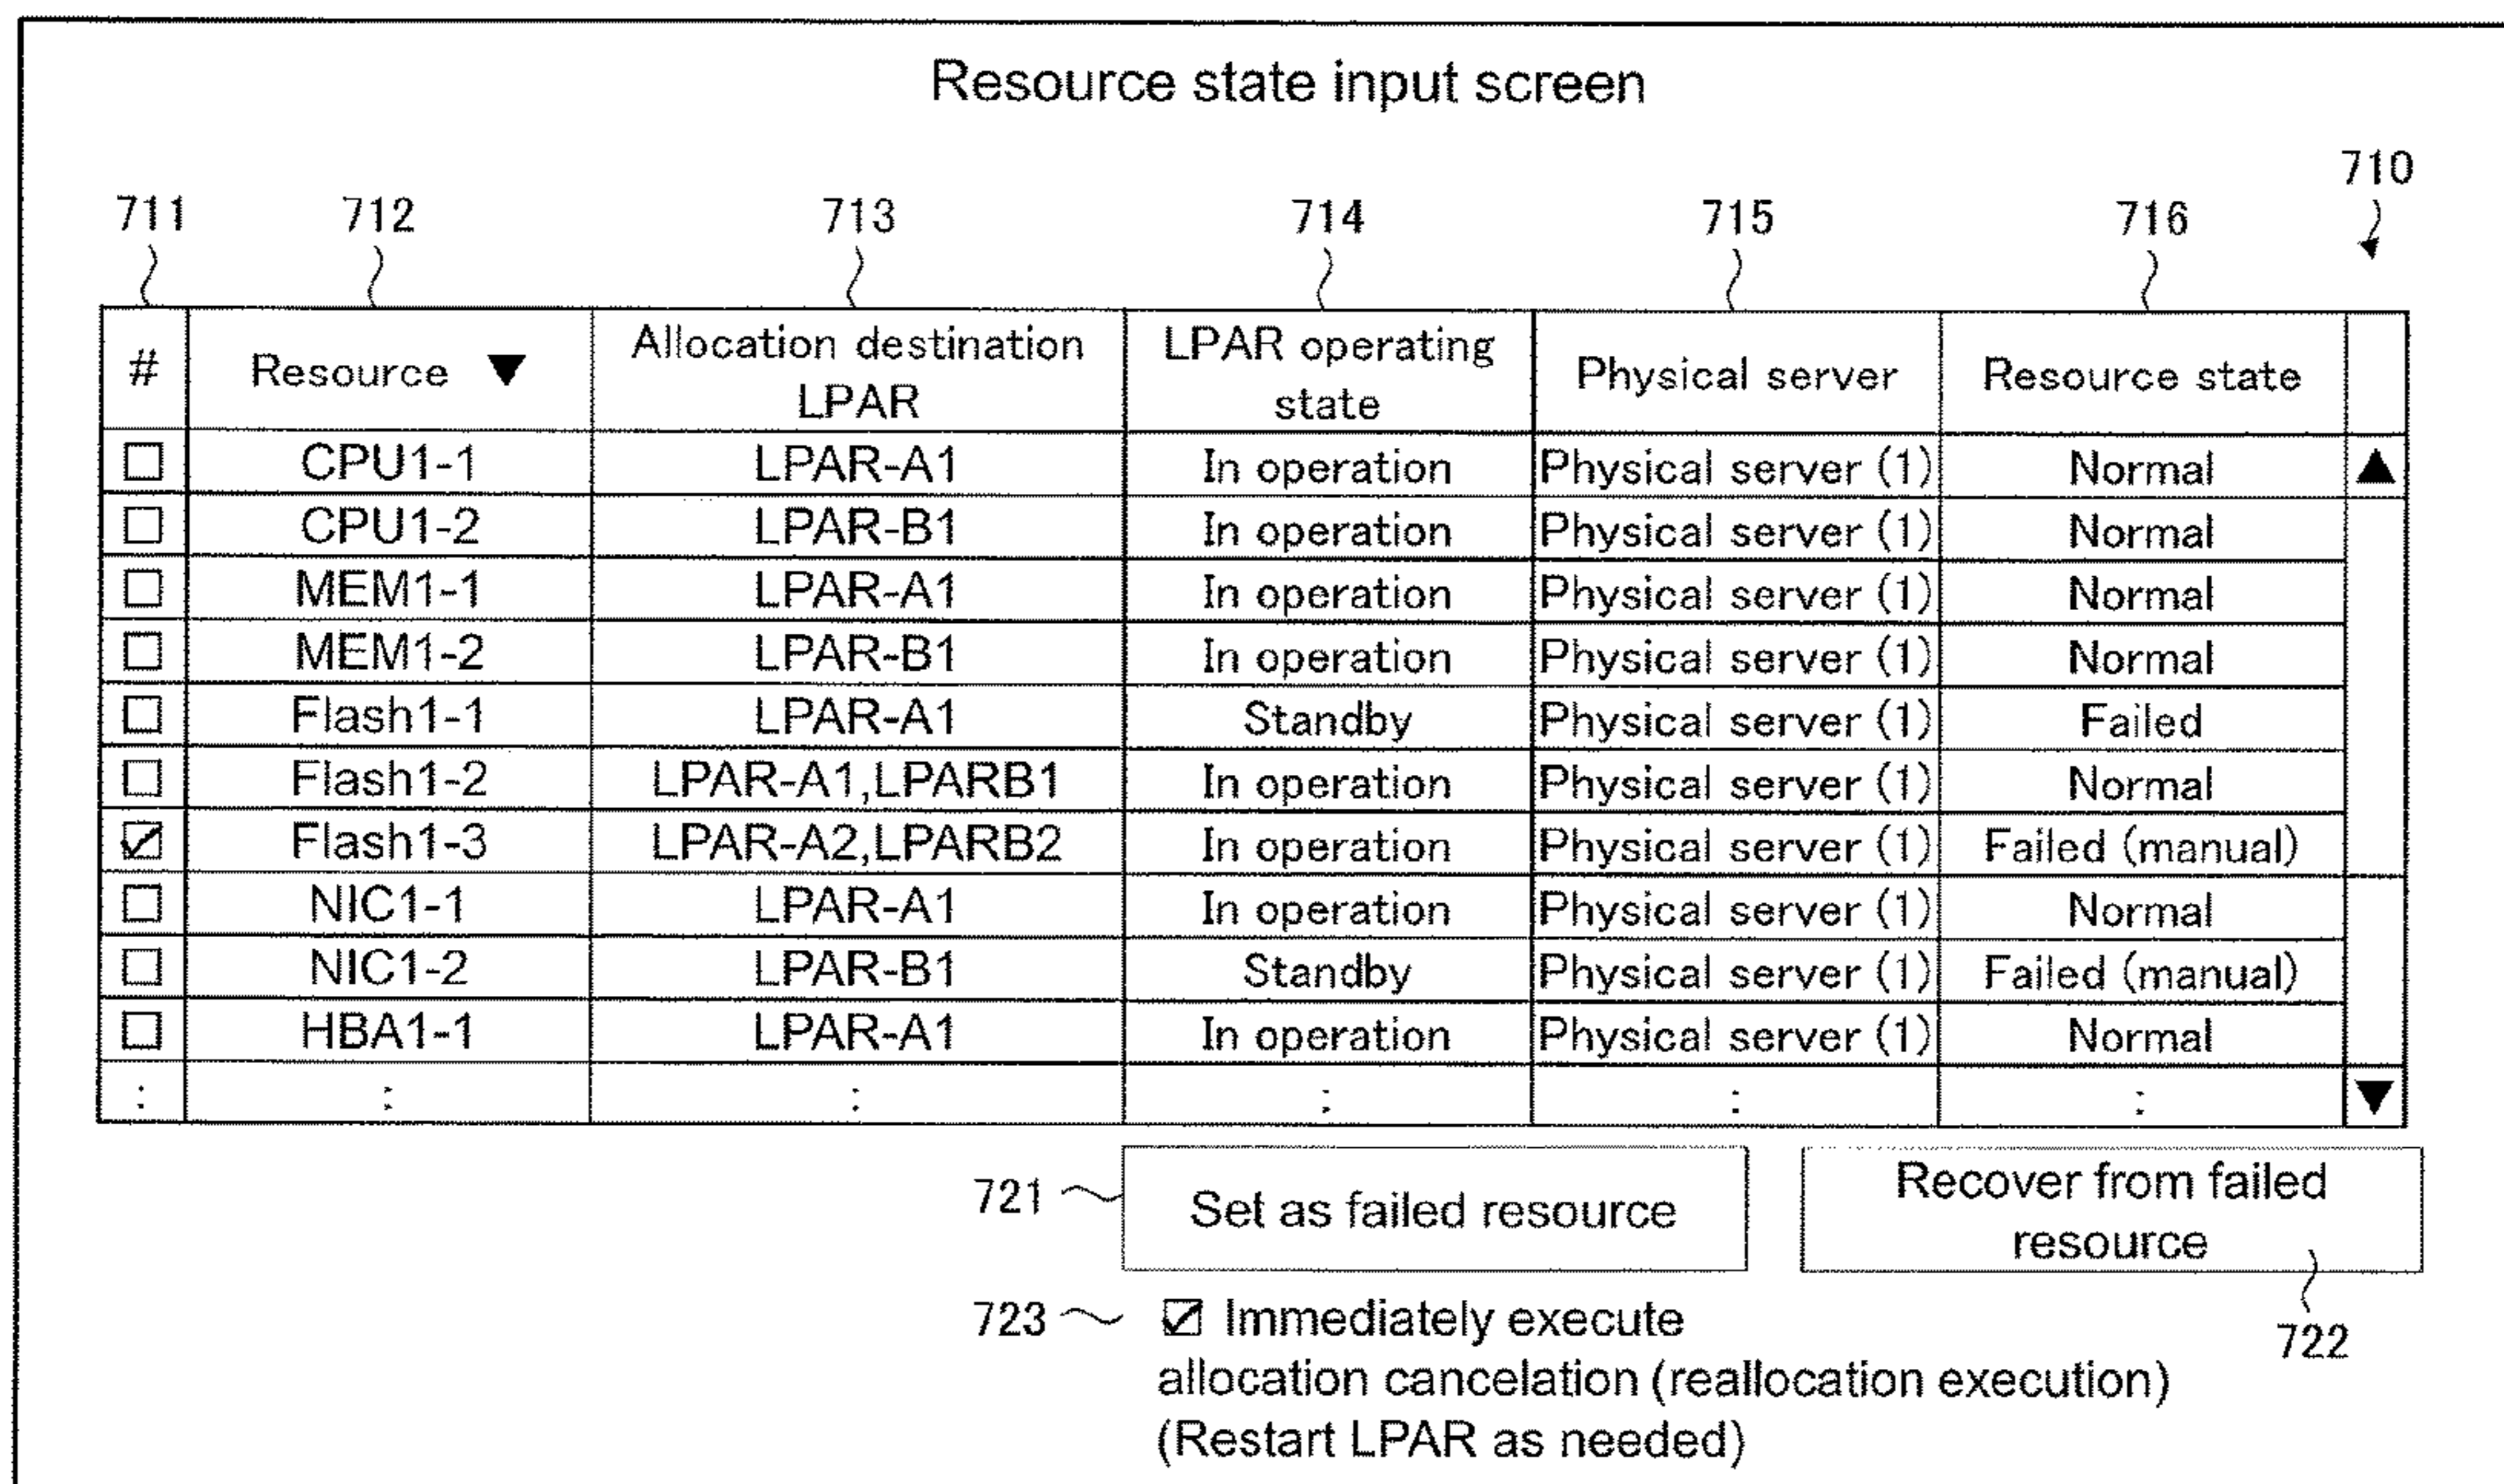 Resource state input screen
710
711 712 713 714 715 716
# Resource ▼ Allocation destination LPAR LPAR operating state Physical server Resource state
☐ CPU1-1 LPAR-A1 In operation Physical server (1) Normal ▲
☐ CPU1-2 LPAR-B1 In operation Physical server (1) Normal
☐ MEM1-1 LPAR-A1 In operation Physical server (1) Normal
☐ MEM1-2 LPAR-B1 In operation Physical server (1) Normal
☐ Flash1-1 LPAR-A1 Standby Physical server (1) Failed
☐ Flash1-2 LPAR-A1,LPARB1 In operation Physical server (1) Normal
☑ Flash1-3 LPAR-A2,LPARB2 In operation Physical server (1) Failed (manual)
☐ NIC1-1 LPAR-A1 In operation Physical server (1) Normal
☐ NIC1-2 LPAR-B1 Standby Physical server (1) Failed (manual)
☐ HBA1-1 LPAR-A1 In operation Physical server (1) Normal
: : : : : : ▼
721 Set as failed resource
Recover from failed
resource
722
723 ☑ Immediately execute
allocation cancelation (reallocation execution)
(Restart LPAR as needed)